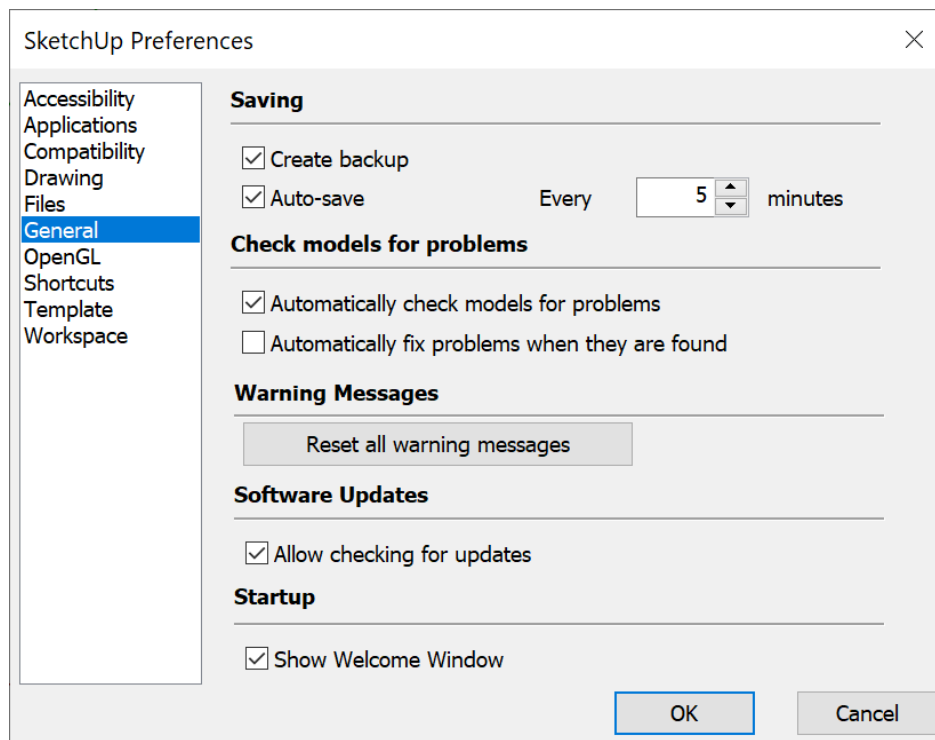 SketchUp Preferences
Accessibility
Applications
Compatibility
Drawing
Files
General
OpenGL
Shortcuts
Template
Workspace
Saving
Create backup
Auto-save Every 5 minutes
Check models for problems
Automatically check models for problems
Automatically fix problems when they are found
Warning Messages
Reset all warning messages
Software Updates
Allow checking for updates
Startup
Show Welcome Window
OK Cancel